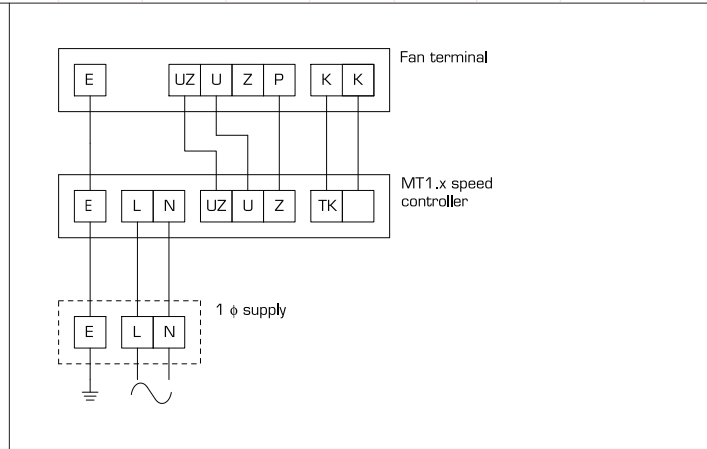 Fan terminal
E UZ U Z P K K
MT1.x speed
controller
E L N UZ U Z TK
1 ϕ supply
E L N